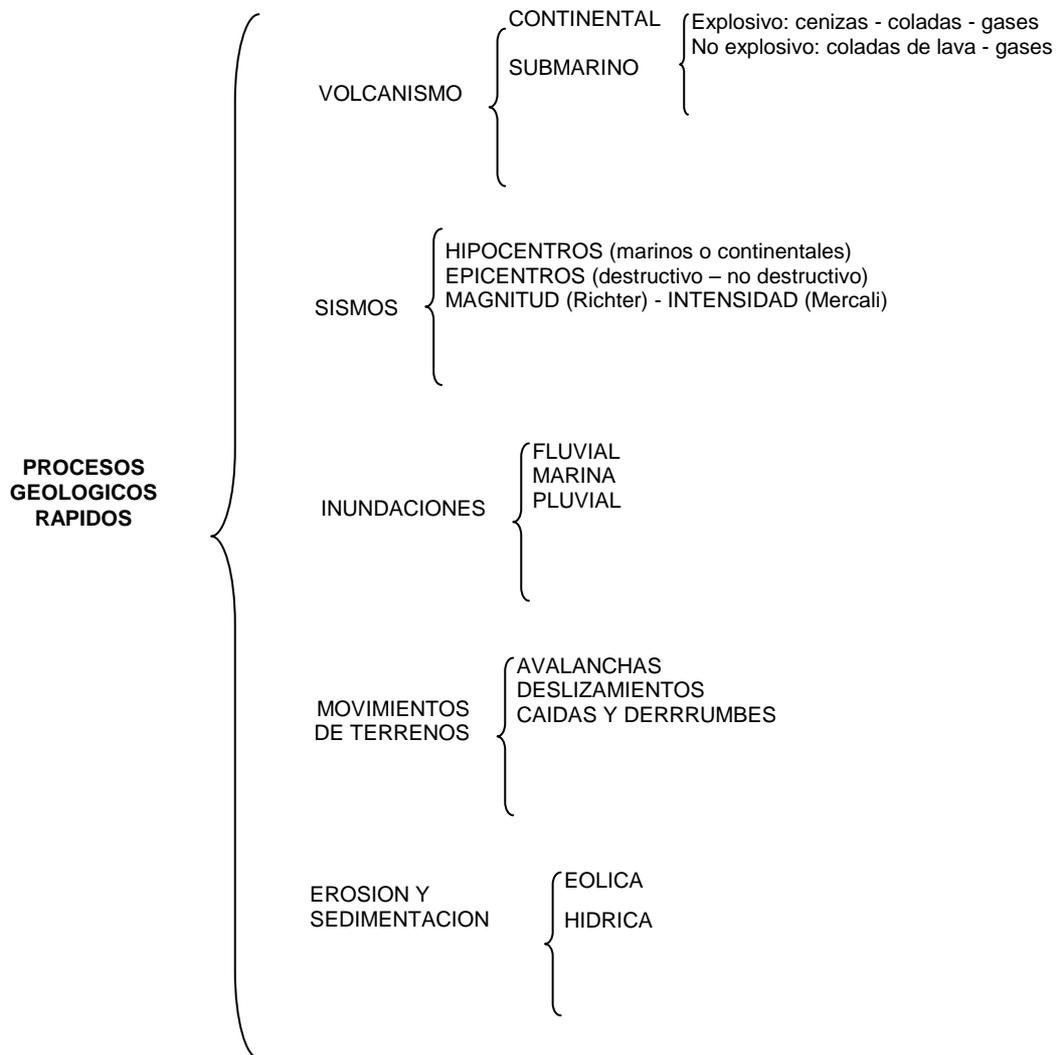 PROCESOS
GEOLOGICOS
RAPIDOS
VOLCANISMO
CONTINENTAL
SUBMARINO
Explosivo: cenizas - coladas - gases
No explosivo: coladas de lava - gases
SISMOS
HIPOCENTROS (marinos o continentales)
EPICENTROS (destructivo – no destructivo)
MAGNITUD (Richter) - INTENSIDAD (Mercali)
INUNDACIONES
FLUVIAL
MARINA
PLUVIAL
MOVIMIENTOS
DE TERRENOS
AVALANCHAS
DESLIZAMIENTOS
CAIDAS Y DERRRUMBES
EROSION Y
SEDIMENTACION
EOLICA
HIDRICA